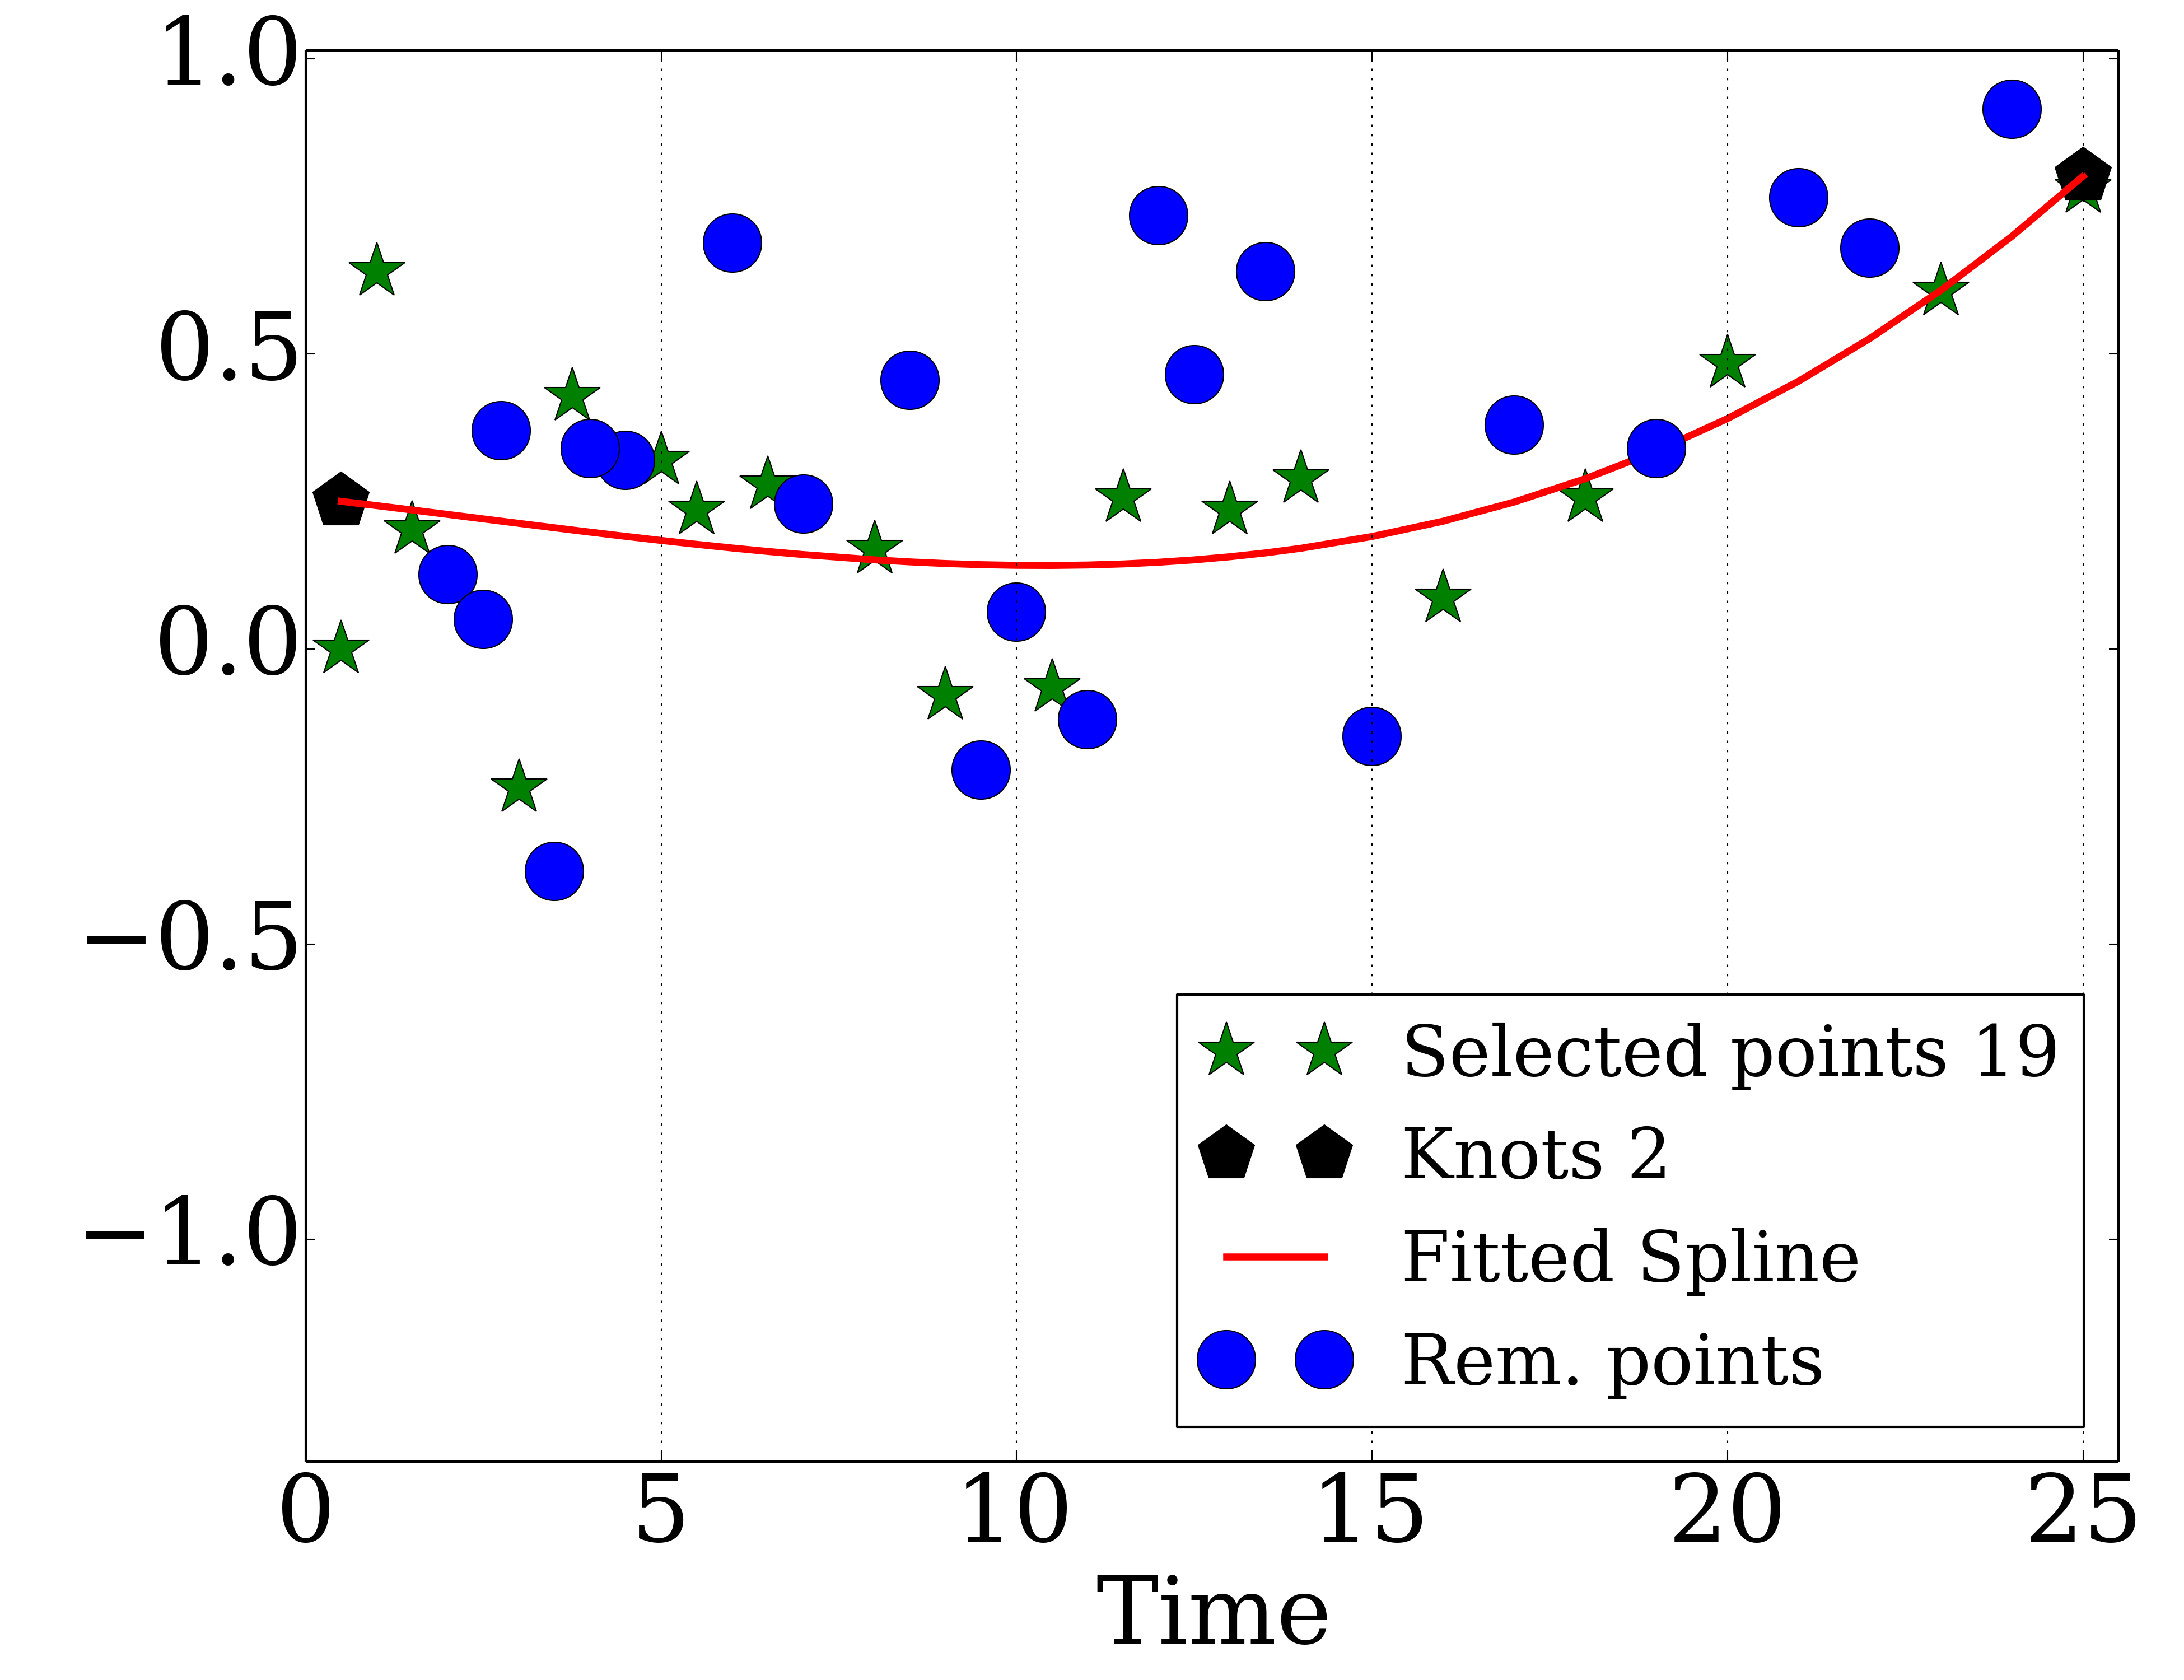 1.0
0.5
0.0
−0.5
−1.0
Selected points 19
Knots 2
Fitted Spline
Rem. points
0 5 10 15 20 25
Time